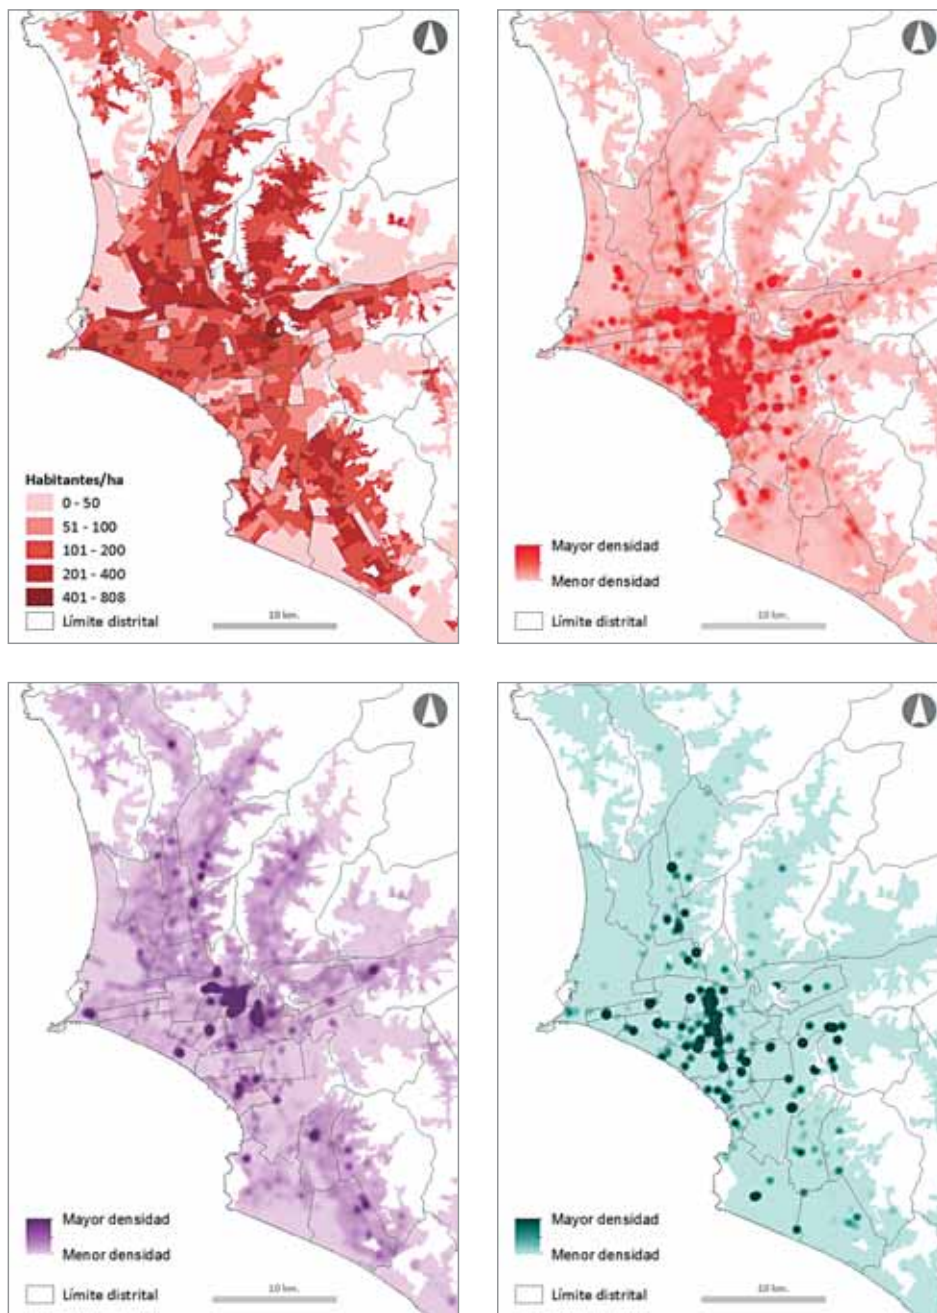 Habitantes/ha
0 - 50
51 - 100
101 - 200
201 - 400
401 - 808
Límite distrital
10 km.
Mayor densidad
Menor densidad
Límite distrital
10 km.
Mayor densidad
Menor densidad
Límite distrital
10 km.
Mayor densidad
Menor densidad
Límite distrital
10 km.